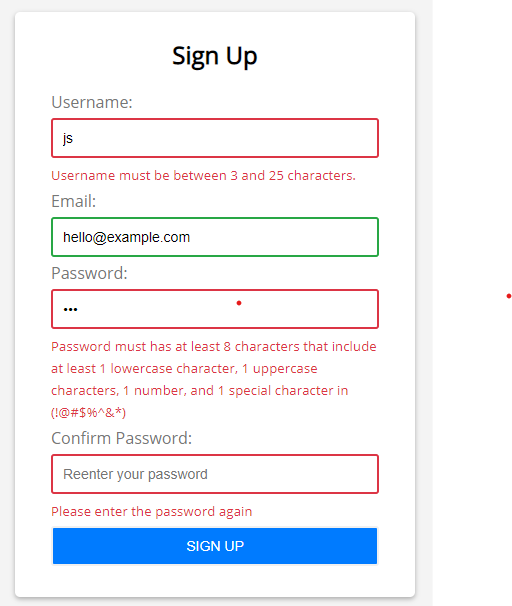 Sign Up
Username:
js
Username must be between 3 and 25 characters.
Email:
hello@example.com
Password:
•••
Password must has at least 8 characters that include
at least 1 lowercase character, 1 uppercase
characters, 1 number, and 1 special character in
(!@#$%^&*)
Confirm Password:
Reenter your password
Please enter the password again
SIGN UP